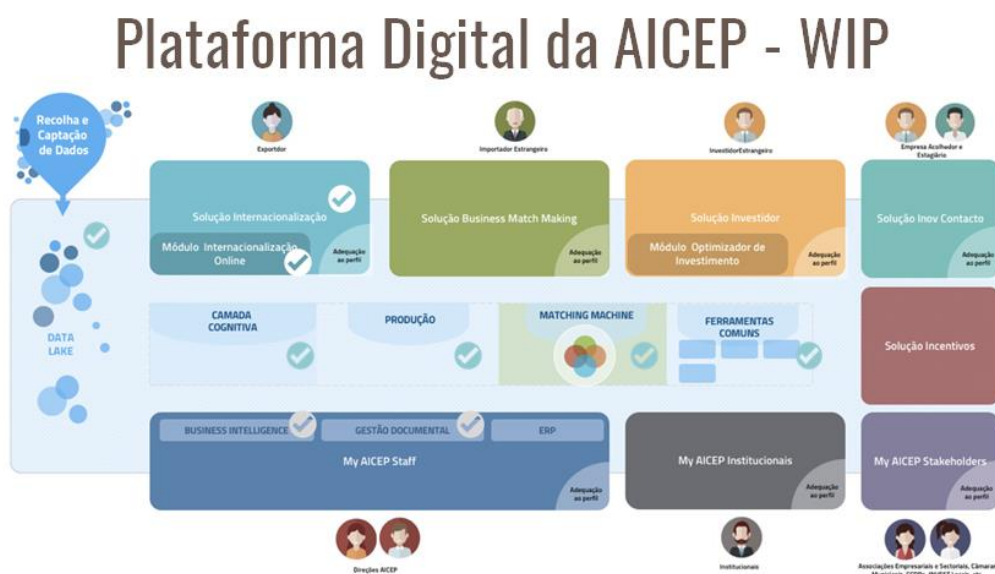 Plataforma Digital da AICEP - WIP
Recolha e
Captação
de Dados
Exportdor
Importador Estrangeiro
InvestidorEstrangeiro
Empresa Acolhedor e
Estagiário
Solução Internacionalização
Módulo Internacionalização
Online
Adequação
ao perfil
Solução Business Match Making
Adequação
ao perfil
Solução Investidor
Módulo Optimizador de
Investimento
Adequação
ao perfil
Solução Inov Contacto
Adequação
ao perfil
DATA
LAKE
CAMADA
COGNITIVA
PRODUÇÃO
MATCHING MACHINE
FERRAMENTAS
COMUNS
Solução Incentivos
BUSINESS INTELLIGENCE
GESTÃO DOCUMENTAL
ERP
My AICEP Staff
Adequação
ao perfil
My AICEP Institucionais
Adequação
ao perfil
My AICEP Stakeholders
Adequação
ao perfil
Direções AICEP
Institucionais
Associações Empresariais e Sectoriais, Câmaras